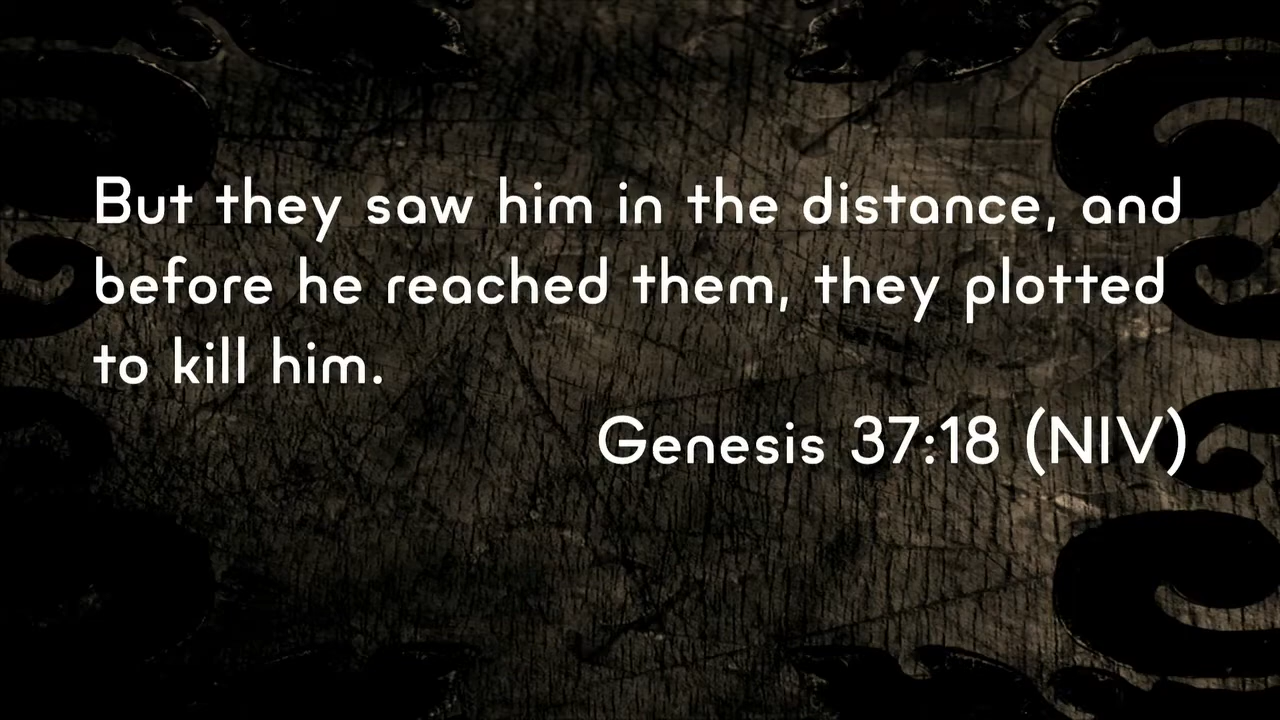 But they saw him in the distance, and
before he reached them, they plotted
to kill him.
Genesis 37:18 (NIV)